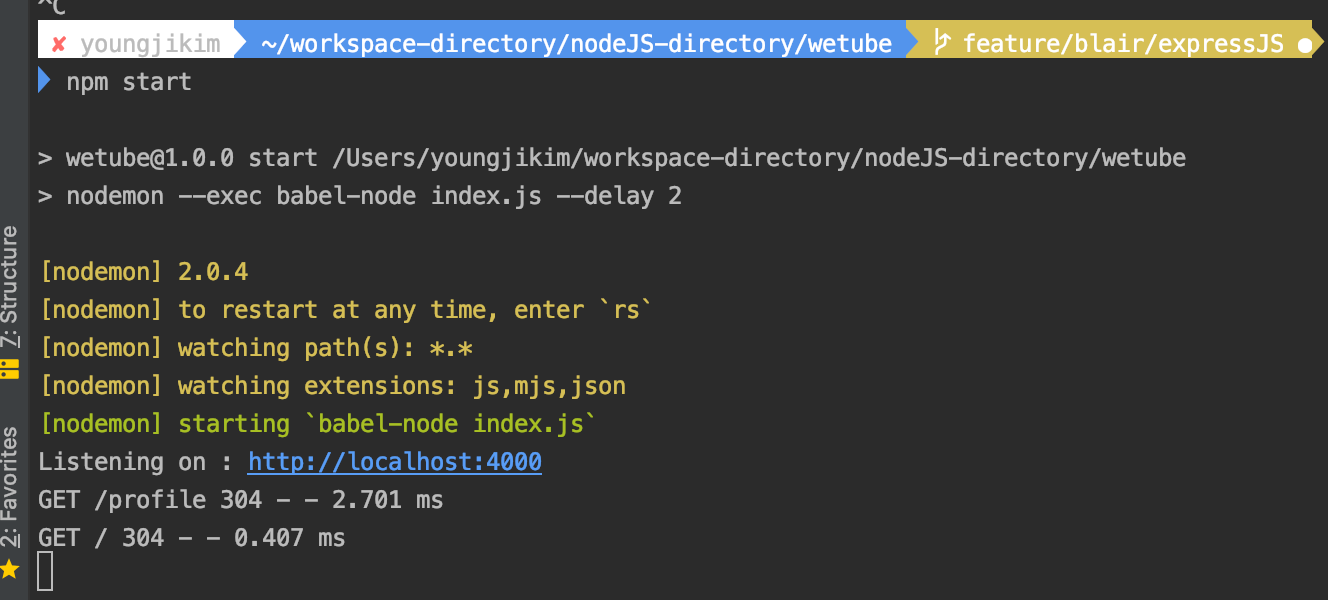 ^C
✘ youngjikim ~/workspace-directory/nodeJS-directory/wetube feature/blair/expressJS ●
npm start
> wetube@1.0.0 start /Users/youngjikim/workspace-directory/nodeJS-directory/wetube
> nodemon --exec babel-node index.js --delay 2
[nodemon] 2.0.4
[nodemon] to restart at any time, enter `rs`
[nodemon] watching path(s): *.*
[nodemon] watching extensions: js,mjs,json
[nodemon] starting `babel-node index.js`
Listening on : http://localhost:4000
GET /profile 304 - - 2.701 ms
GET / 304 - - 0.407 ms
7: Structure
2: Favorites